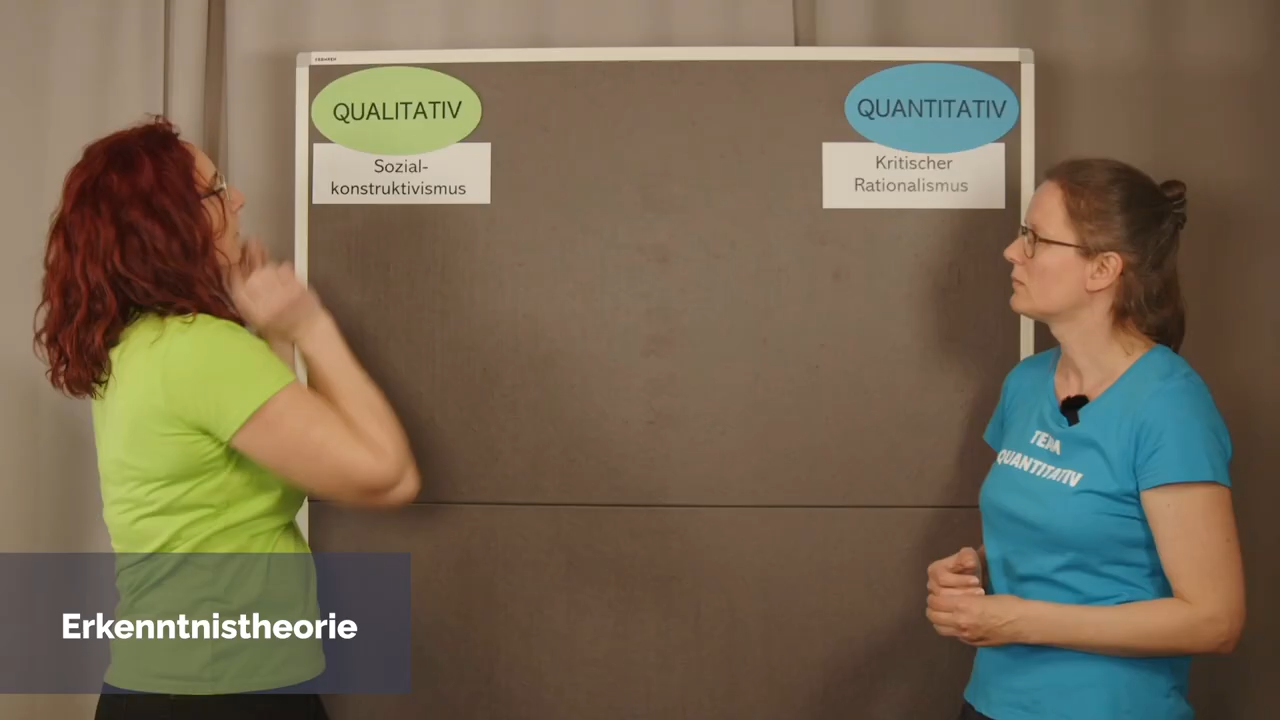 QUALITATIV
Sozial-
konstruktivismus
QUANTITATIV
Kritischer
Rationalismus
TEAM
QUANTITATIV
Erkenntnistheorie